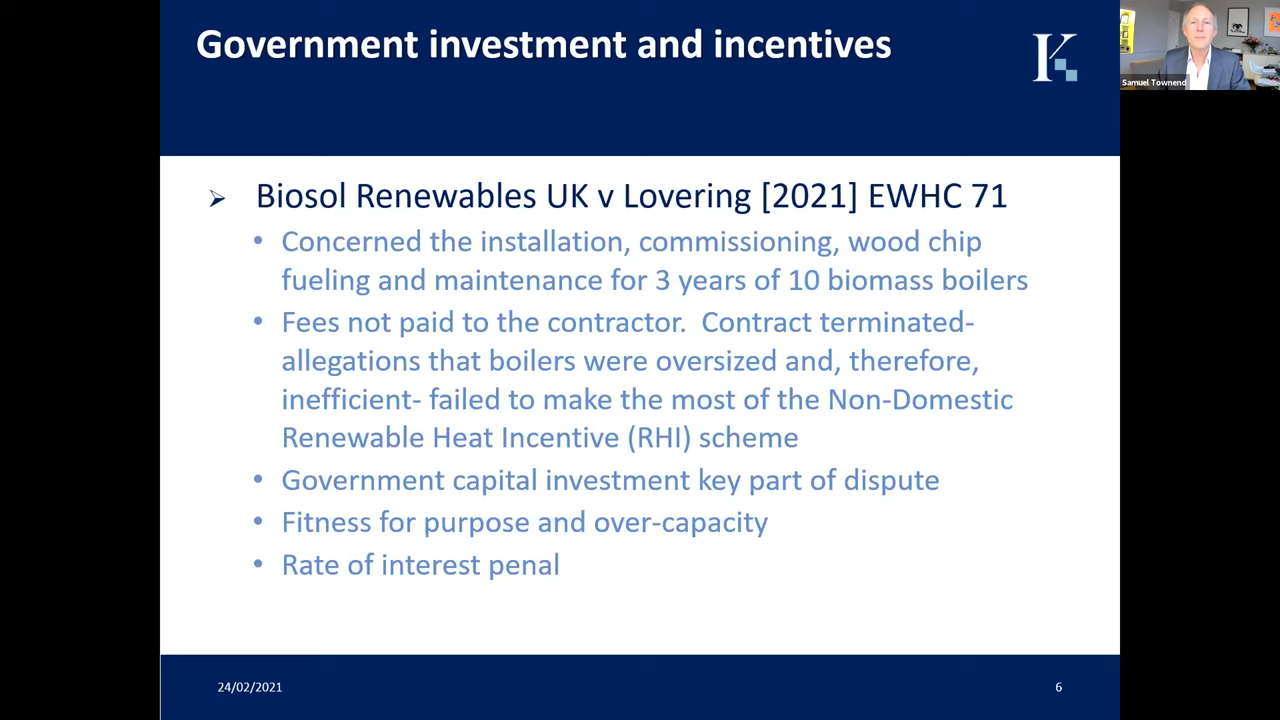 Government investment and incentives
K
Samuel Townend
Biosol Renewables UK v Lovering [2021] EWHC 71
• Concerned the installation, commissioning, wood chip
fueling and maintenance for 3 years of 10 biomass boilers
• Fees not paid to the contractor. Contract terminated-
allegations that boilers were oversized and, therefore,
inefficient- failed to make the most of the Non-Domestic
Renewable Heat Incentive (RHI) scheme
• Government capital investment key part of dispute
• Fitness for purpose and over-capacity
• Rate of interest penal
24/02/2021
6